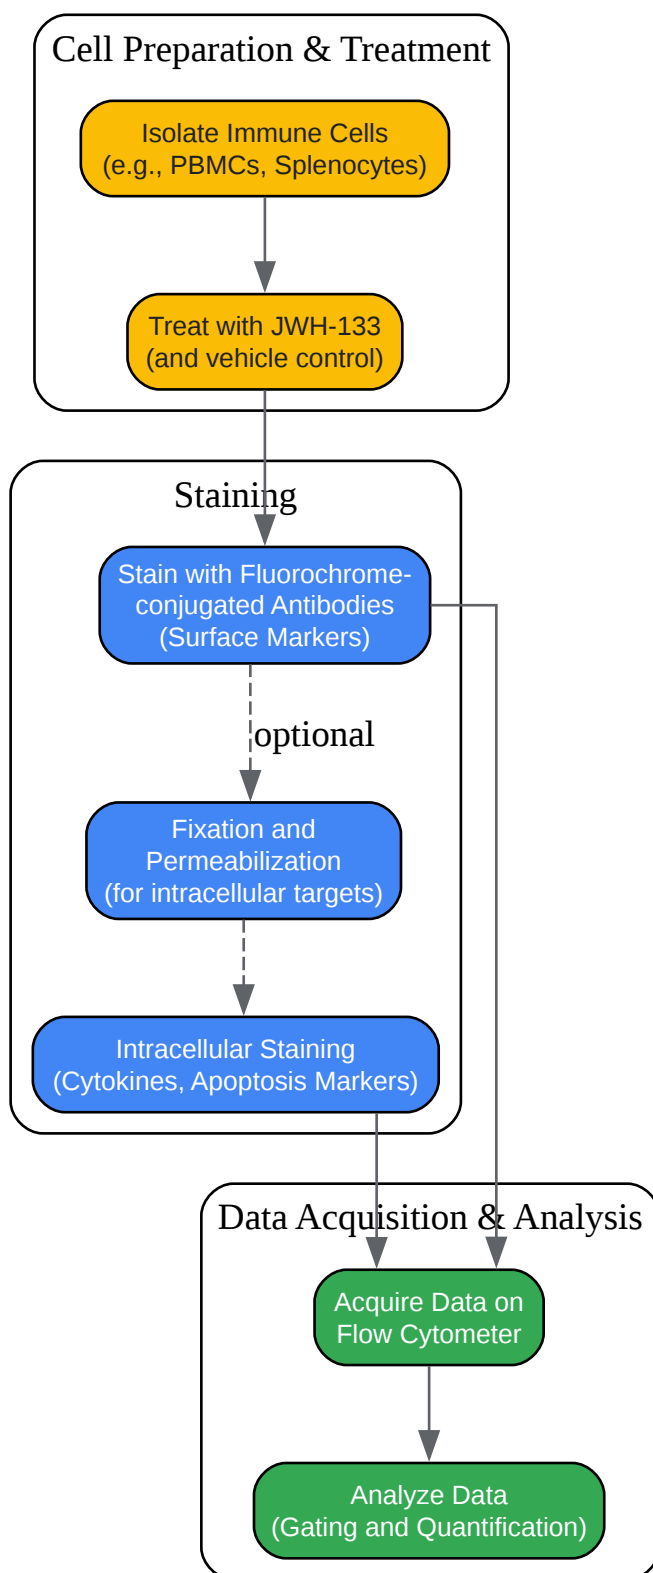 Cell Preparation & Treatment
Isolate Immune Cells
(e.g., PBMCs, Splenocytes)
Treat with JWH-133
(and vehicle control)
Staining
Stain with Fluorochrome-
conjugated Antibodies
(Surface Markers)
optional
Fixation and
Permeabilization
(for intracellular targets)
Intracellular Staining
(Cytokines, Apoptosis Markers)
Data Acquisition & Analysis
Acquire Data on
Flow Cytometer
Analyze Data
(Gating and Quantification)